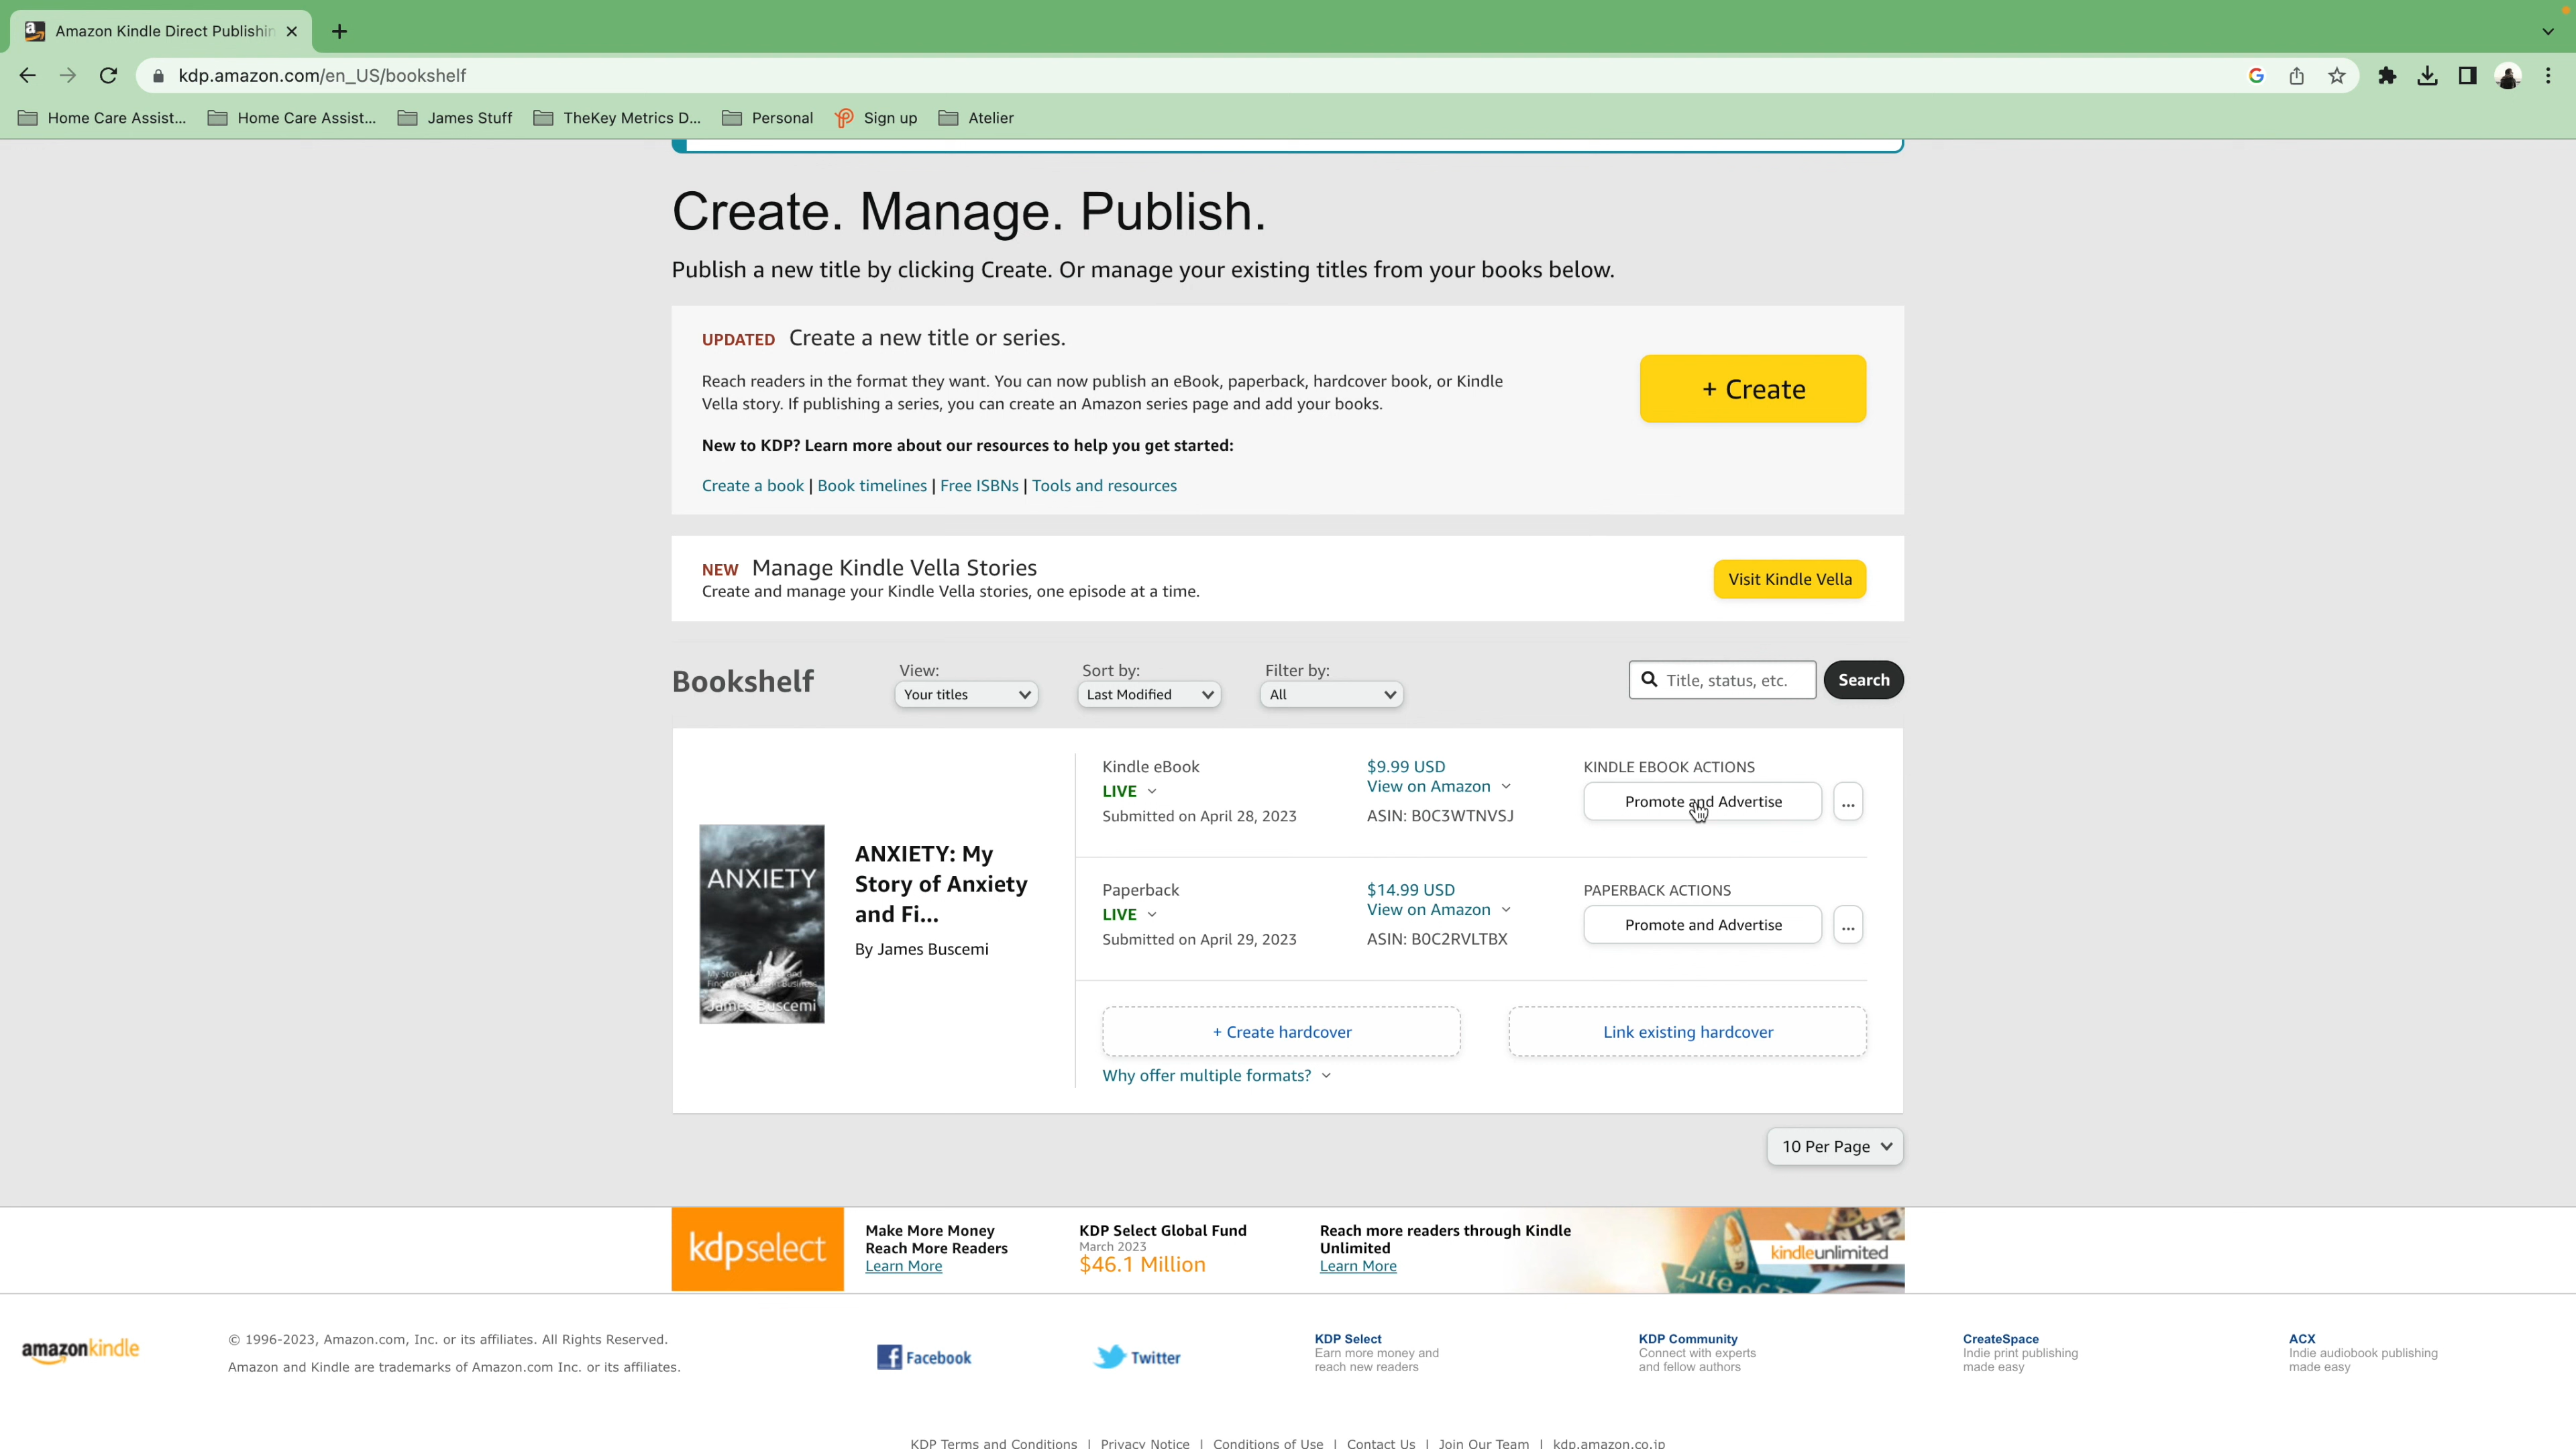 Amazon Kindle Direct Publishin
kdp.amazon.com/en_US/bookshelf
Home Care Assist... Home Care Assist... James Stuff TheKey Metrics D... Personal Sign up Atelier
Create. Manage. Publish.
Publish a new title by clicking Create. Or manage your existing titles from your books below.
UPDATED Create a new title or series.
Reach readers in the format they want. You can now publish an eBook, paperback, hardcover book, or Kindle
Vella story. If publishing a series, you can create an Amazon series page and add your books.
+ Create
New to KDP? Learn more about our resources to help you get started:
Create a book | Book timelines | Free ISBNs | Tools and resources
NEW Manage Kindle Vella Stories
Create and manage your Kindle Vella stories, one episode at a time.
Visit Kindle Vella
Bookshelf
View:
Your titles
Sort by:
Last Modified
Filter by:
All
Title, status, etc.
Search
ANXIETY
James Buscemi
ANXIETY: My
Story of Anxiety
and Fi...
By James Buscemi
Kindle eBook
LIVE
Submitted on April 28, 2023
$9.99 USD
View on Amazon
ASIN: B0C3WTNVSJ
KINDLE EBOOK ACTIONS
Promote and Advertise
...
Paperback
LIVE
Submitted on April 29, 2023
$14.99 USD
View on Amazon
ASIN: B0C2RVLTBX
PAPERBACK ACTIONS
Promote and Advertise
...
+ Create hardcover
Link existing hardcover
Why offer multiple formats?
10 Per Page
kdpselect
Make More Money
Reach More Readers
Learn More
KDP Select Global Fund
March 2023
$46.1 Million
Reach more readers through Kindle
Unlimited
Learn More
kindleunlimited
Life of
amazonkindle
© 1996-2023, Amazon.com, Inc. or its affiliates. All Rights Reserved.
Amazon and Kindle are trademarks of Amazon.com Inc. or its affiliates.
Facebook
Twitter
KDP Select
Earn more money and
reach new readers
KDP Community
Connect with experts
and fellow authors
CreateSpace
Indie print publishing
made easy
ACX
Indie audiobook publishing
made easy
KDP Terms and Conditions | Privacy Notice | Conditions of Use | Contact Us | Join Our Team | kdp.amazon.co.jp